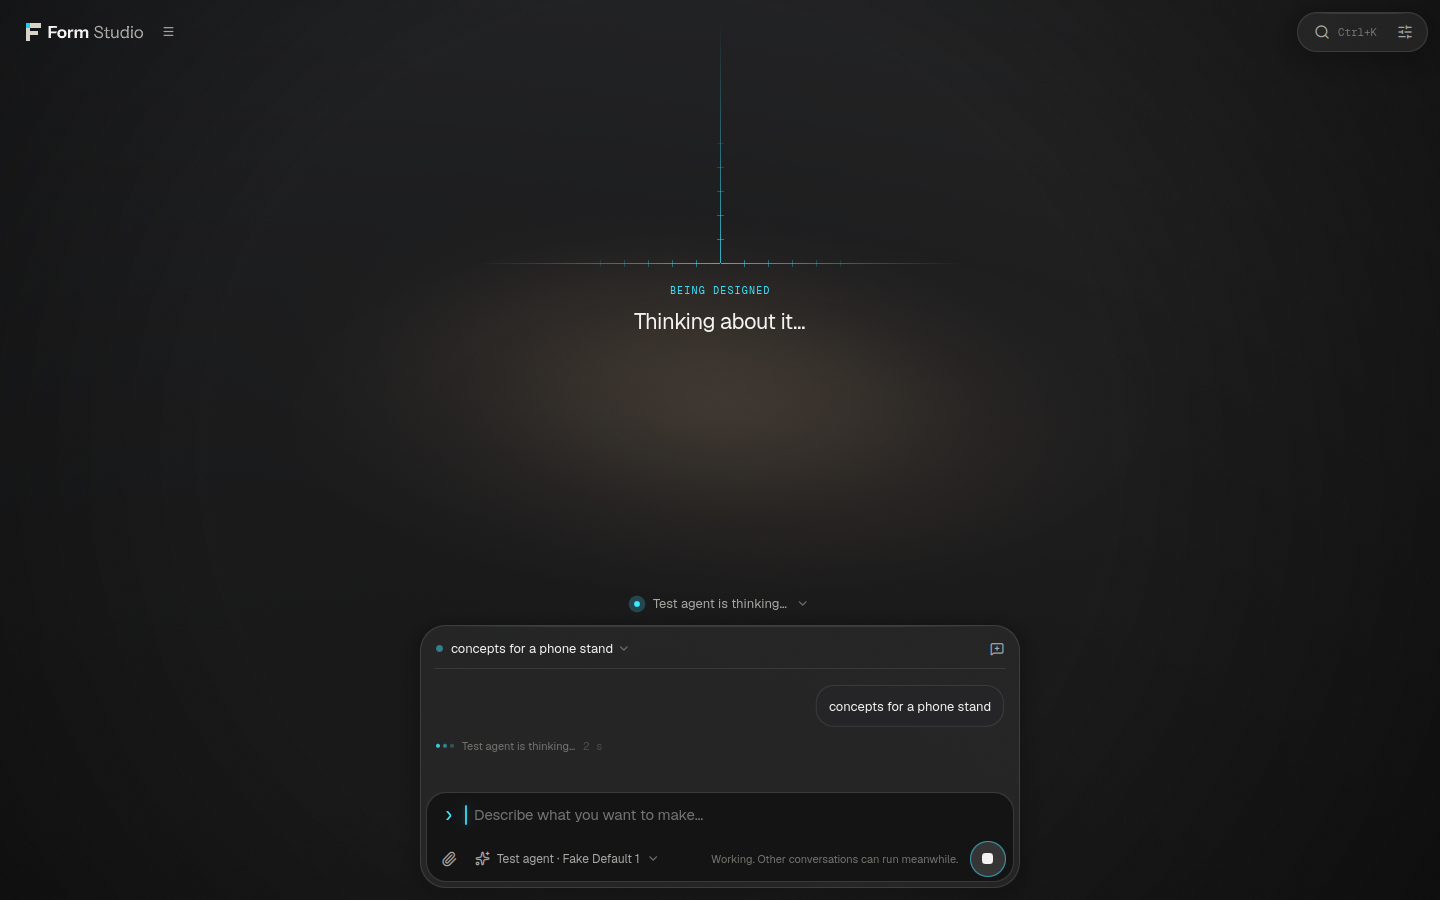 Form Studio
Ctrl+K
BEING DESIGNED
Thinking about it...
Test agent is thinking...
concepts for a phone stand
concepts for a phone stand
Test agent is thinking... 2 s
Describe what you want to make...
Test agent · Fake Default 1
Working. Other conversations can run meanwhile.